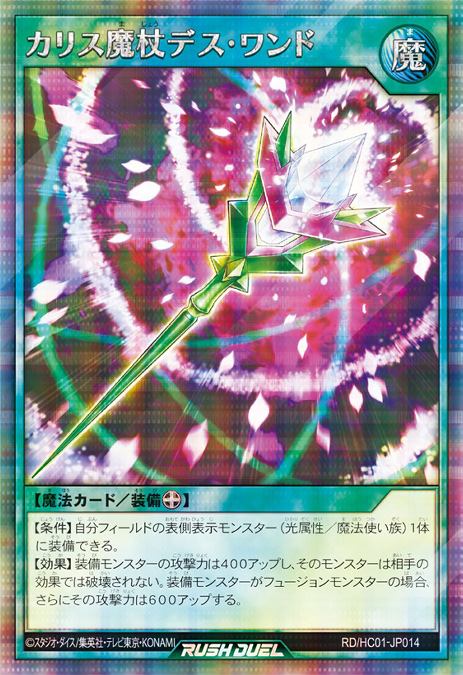 カリス魔杖デス・ワンド
魔
【魔法カード／装備】
【条件】自分フィールドの表側表示モンスター（光属性／魔法使い族）1体
に装備できる。
【効果】装備モンスターの攻撃力は400アップし、そのモンスターは相手の
効果では破壊されない。装備モンスターがフュージョンモンスターの場合、
さらにその攻撃力は600アップする。
©スタジオ・ダイス/集英社・テレビ東京・KONAMI
RUSH DUEL
RD/HC01-JP014